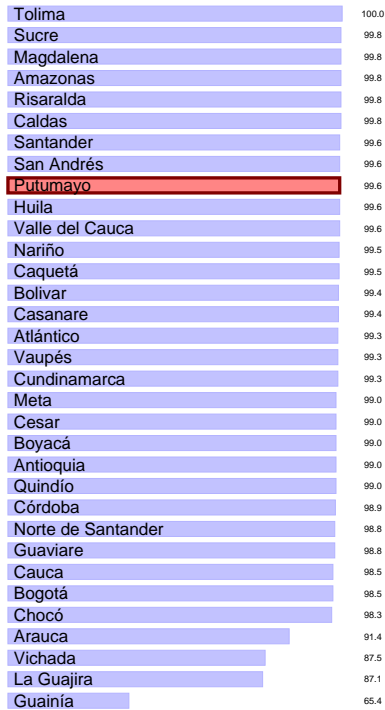 Tolima 100.0
Sucre 99.8
Magdalena 99.8
Amazonas 99.8
Risaralda 99.8
Caldas 99.8
Santander 99.6
San Andrés 99.6
Putumayo 99.6
Huila 99.6
Valle del Cauca 99.6
Nariño 99.5
Caquetá 99.5
Bolivar 99.4
Casanare 99.4
Atlántico 99.3
Vaupés 99.3
Cundinamarca 99.3
Meta 99.0
Cesar 99.0
Boyacá 99.0
Antioquia 99.0
Quindío 99.0
Córdoba 98.9
Norte de Santander 98.8
Guaviare 98.8
Cauca 98.5
Bogotá 98.5
Chocó 98.3
Arauca 91.4
Vichada 87.5
La Guajira 87.1
Guainía 65.4